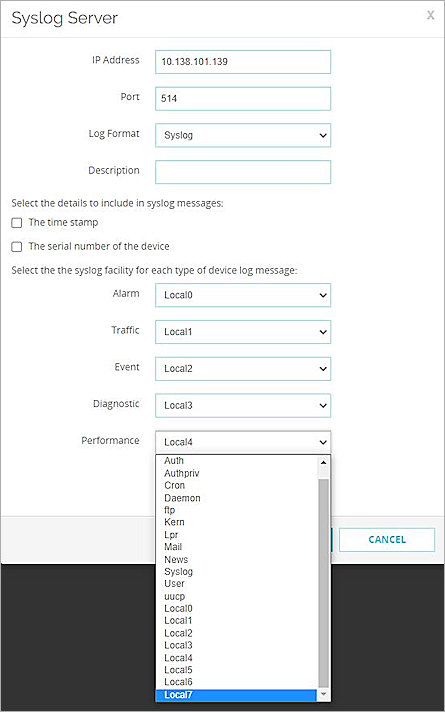 Syslog Server
X
IP Address 10.138.101.139
Port 514
Log Format Syslog
Description
Select the details to include in syslog messages:
The time stamp
The serial number of the device
Select the the syslog facility for each type of device log message:
Alarm Local0
Traffic Local1
Event Local2
Diagnostic Local3
Performance Local4
Auth
Authpriv
Cron
Daemon
ftp
Kern
Lpr
Mail
News
Syslog
User
uucp
Local0
Local1
Local2
Local3
Local4
Local5
Local6
Local7
CANCEL